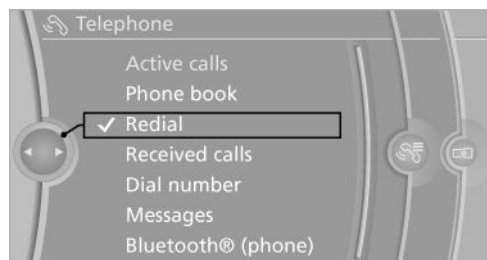 Telephone
Active calls
Phone book
✓ Redial
Received calls
Dial number
Messages
Bluetooth® (phone)